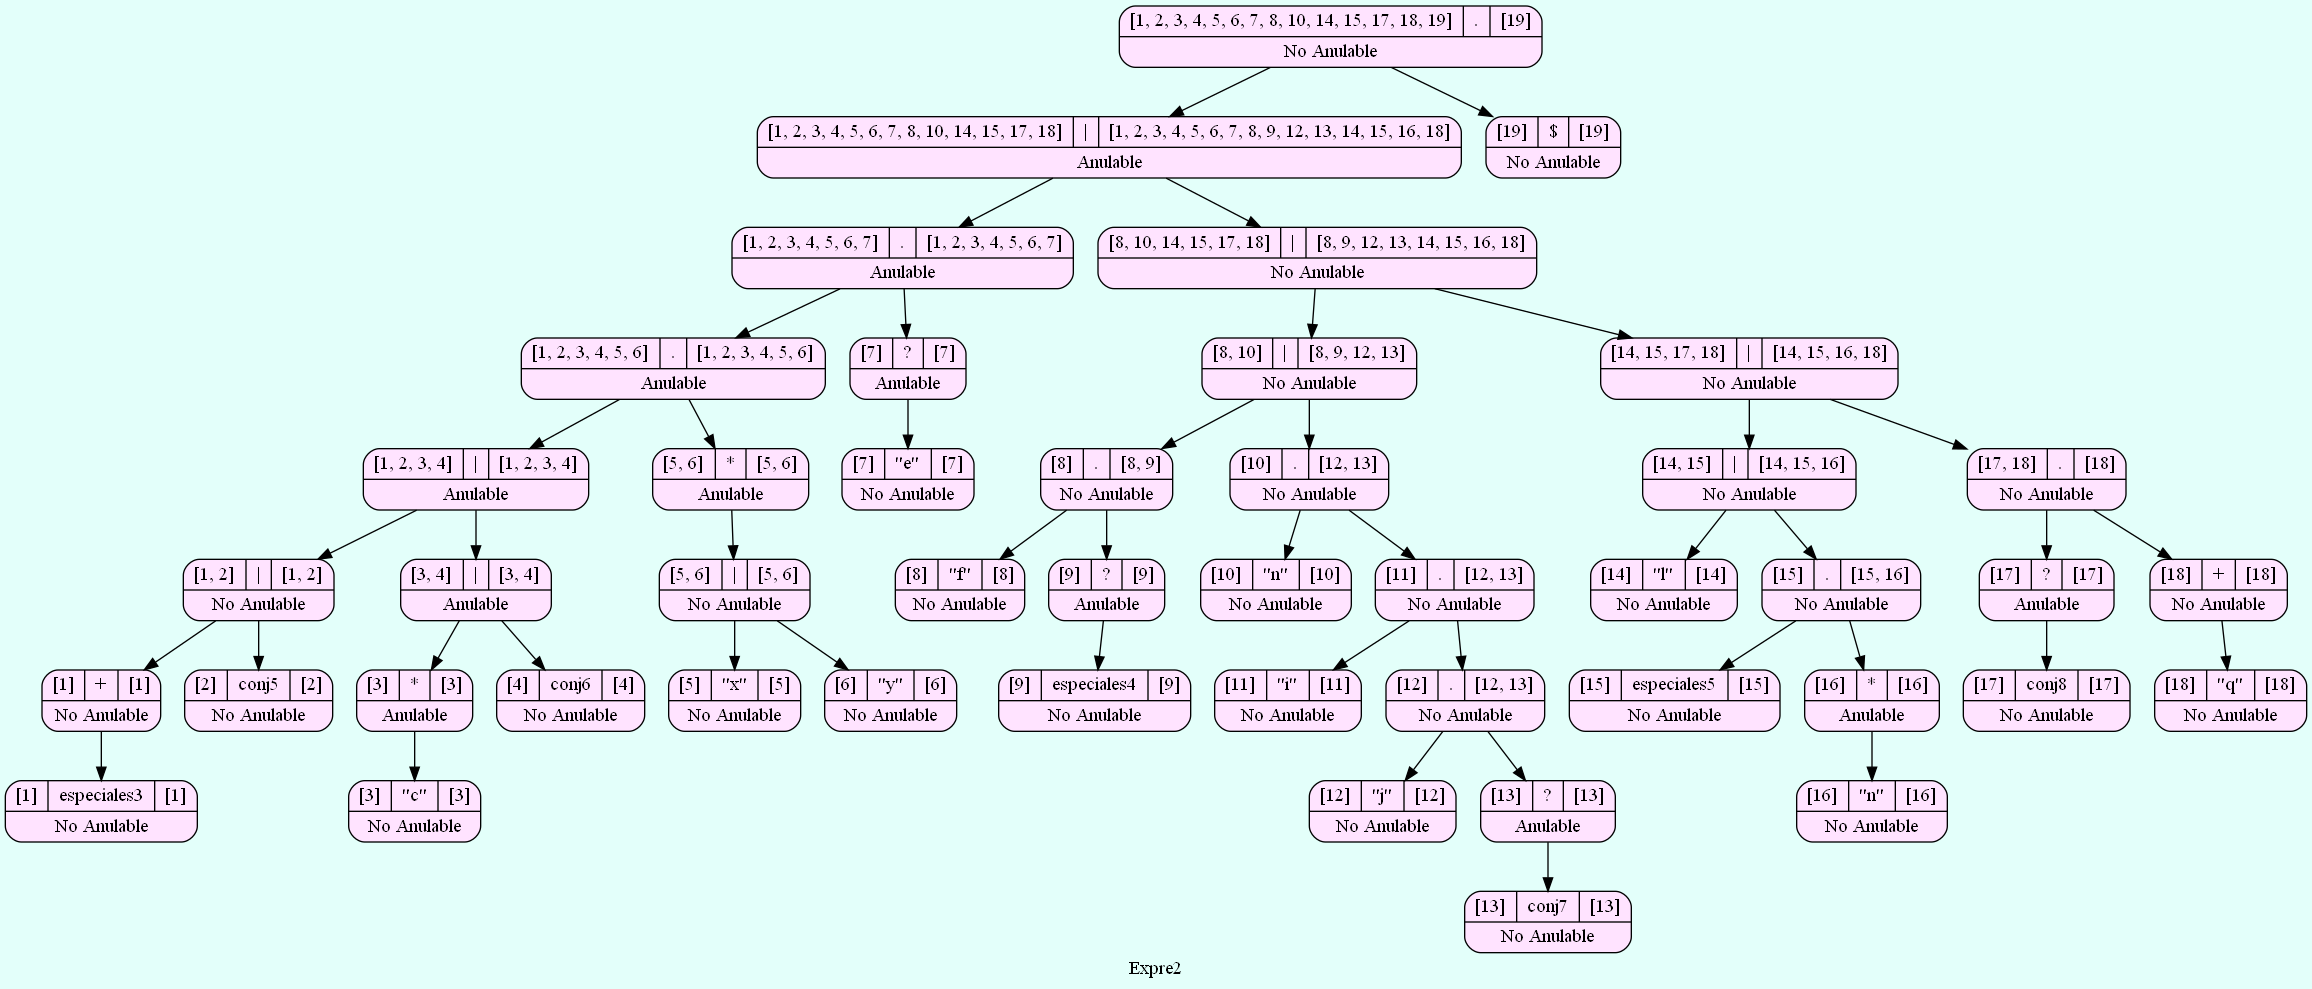 [1, 2, 3, 4, 5, 6, 7, 8, 10, 14, 15, 17, 18, 19] . [19]
No Anulable
[1, 2, 3, 4, 5, 6, 7, 8, 10, 14, 15, 17, 18] | [1, 2, 3, 4, 5, 6, 7, 8, 9, 12, 13, 14, 15, 16, 18]
Anulable
[19] $ [19]
No Anulable
[1, 2, 3, 4, 5, 6, 7] . [1, 2, 3, 4, 5, 6, 7]
Anulable
[8, 10, 14, 15, 17, 18] | [8, 9, 12, 13, 14, 15, 16, 18]
No Anulable
[1, 2, 3, 4, 5, 6] . [1, 2, 3, 4, 5, 6]
Anulable
[7] ? [7]
Anulable
[8, 10] | [8, 9, 12, 13]
No Anulable
[14, 15, 17, 18] | [14, 15, 16, 18]
No Anulable
[1, 2, 3, 4] | [1, 2, 3, 4]
Anulable
[5, 6] * [5, 6]
Anulable
[7] "e" [7]
No Anulable
[8] . [8, 9]
No Anulable
[10] . [12, 13]
No Anulable
[14, 15] | [14, 15, 16]
No Anulable
[17, 18] . [18]
No Anulable
[1, 2] | [1, 2]
No Anulable
[3, 4] | [3, 4]
Anulable
[5, 6] | [5, 6]
No Anulable
[8] "f" [8]
No Anulable
[9] ? [9]
Anulable
[10] "n" [10]
No Anulable
[11] . [12, 13]
No Anulable
[14] "l" [14]
No Anulable
[15] . [15, 16]
No Anulable
[17] ? [17]
Anulable
[18] + [18]
No Anulable
[1] + [1]
No Anulable
[2] conj5 [2]
No Anulable
[3] * [3]
Anulable
[4] conj6 [4]
No Anulable
[5] "x" [5]
No Anulable
[6] "y" [6]
No Anulable
[9] especiales4 [9]
No Anulable
[11] "i" [11]
No Anulable
[12] . [12, 13]
No Anulable
[15] especiales5 [15]
No Anulable
[16] * [16]
Anulable
[17] conj8 [17]
No Anulable
[18] "q" [18]
No Anulable
[1] especiales3 [1]
No Anulable
[3] "c" [3]
No Anulable
[12] "j" [12]
No Anulable
[13] ? [13]
Anulable
[16] "n" [16]
No Anulable
[13] conj7 [13]
No Anulable
Expre2